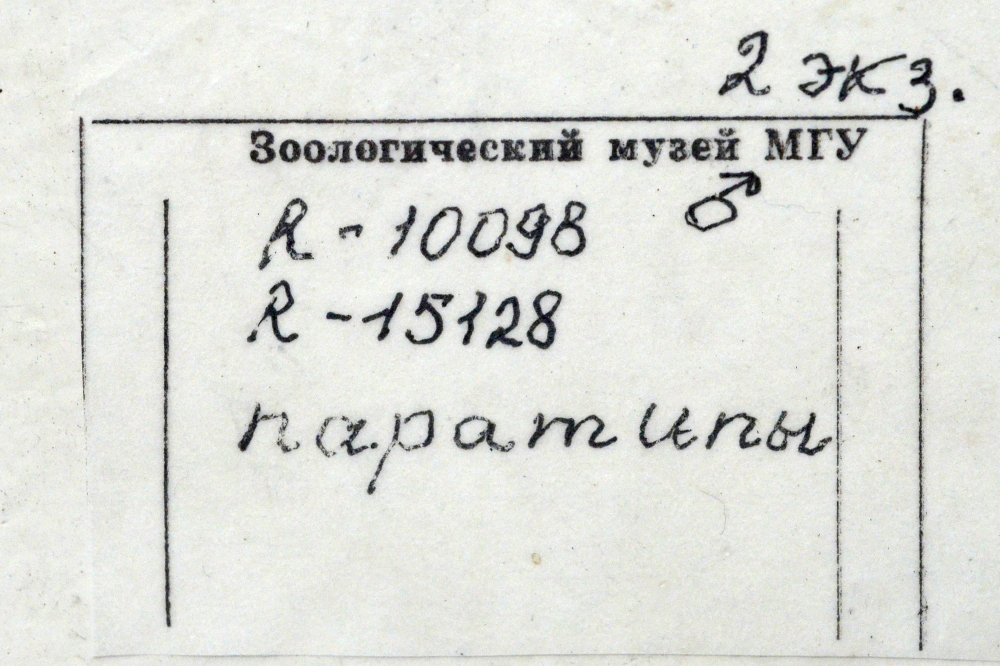 2 экз.
Зоологический музей МГУ
R-10098 ♂
R-15128
паратипы